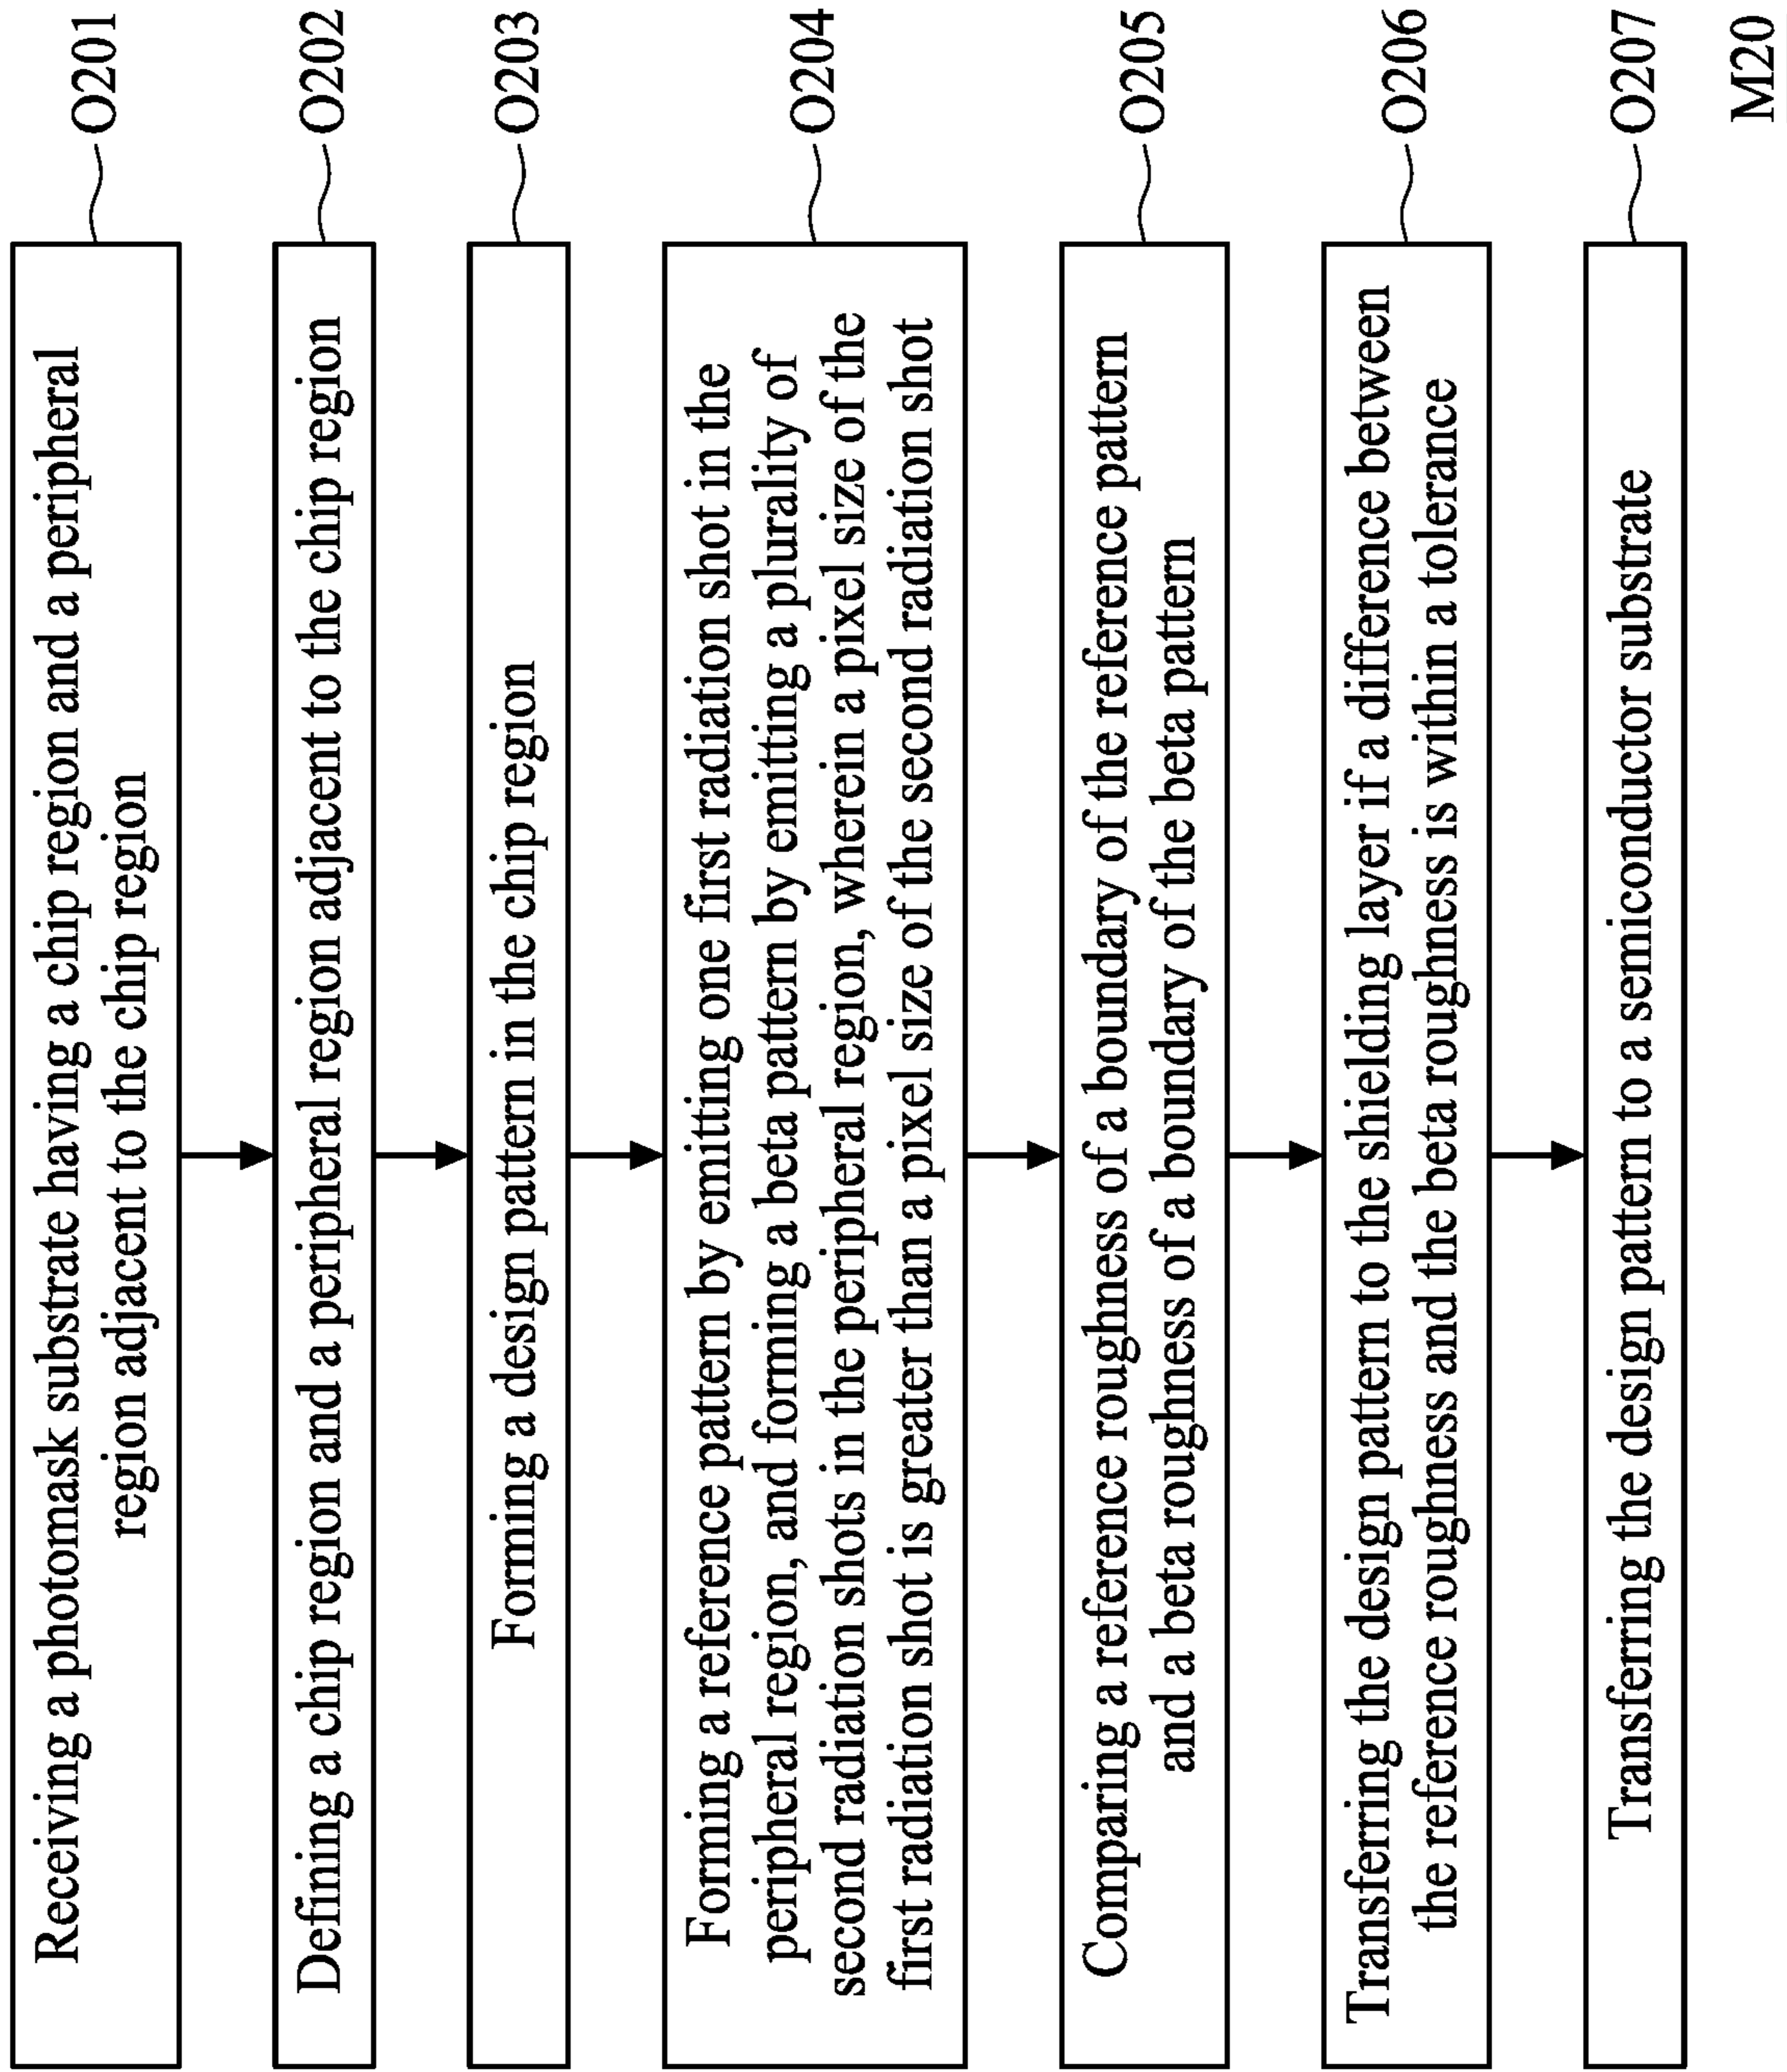 Receiving a photomask substrate having a chip region and a peripheral
region adjacent to the chip region
O201
Defining a chip region and a peripheral region adjacent to the chip region
O202
Forming a design pattern in the chip region
O203
Forming a reference pattern by emitting one first radiation shot in the
peripheral region, and forming a beta pattern by emitting a plurality of
second radiation shots in the peripheral region, wherein a pixel size of the
first radiation shot is greater than a pixel size of the second radiation shot
O204
Comparing a reference roughness of a boundary of the reference pattern
and a beta roughness of a boundary of the beta pattern
O205
Transferring the design pattern to the shielding layer if a difference between
the reference roughness and the beta roughness is within a tolerance
O206
Transferring the design pattern to a semiconductor substrate
O207
M20